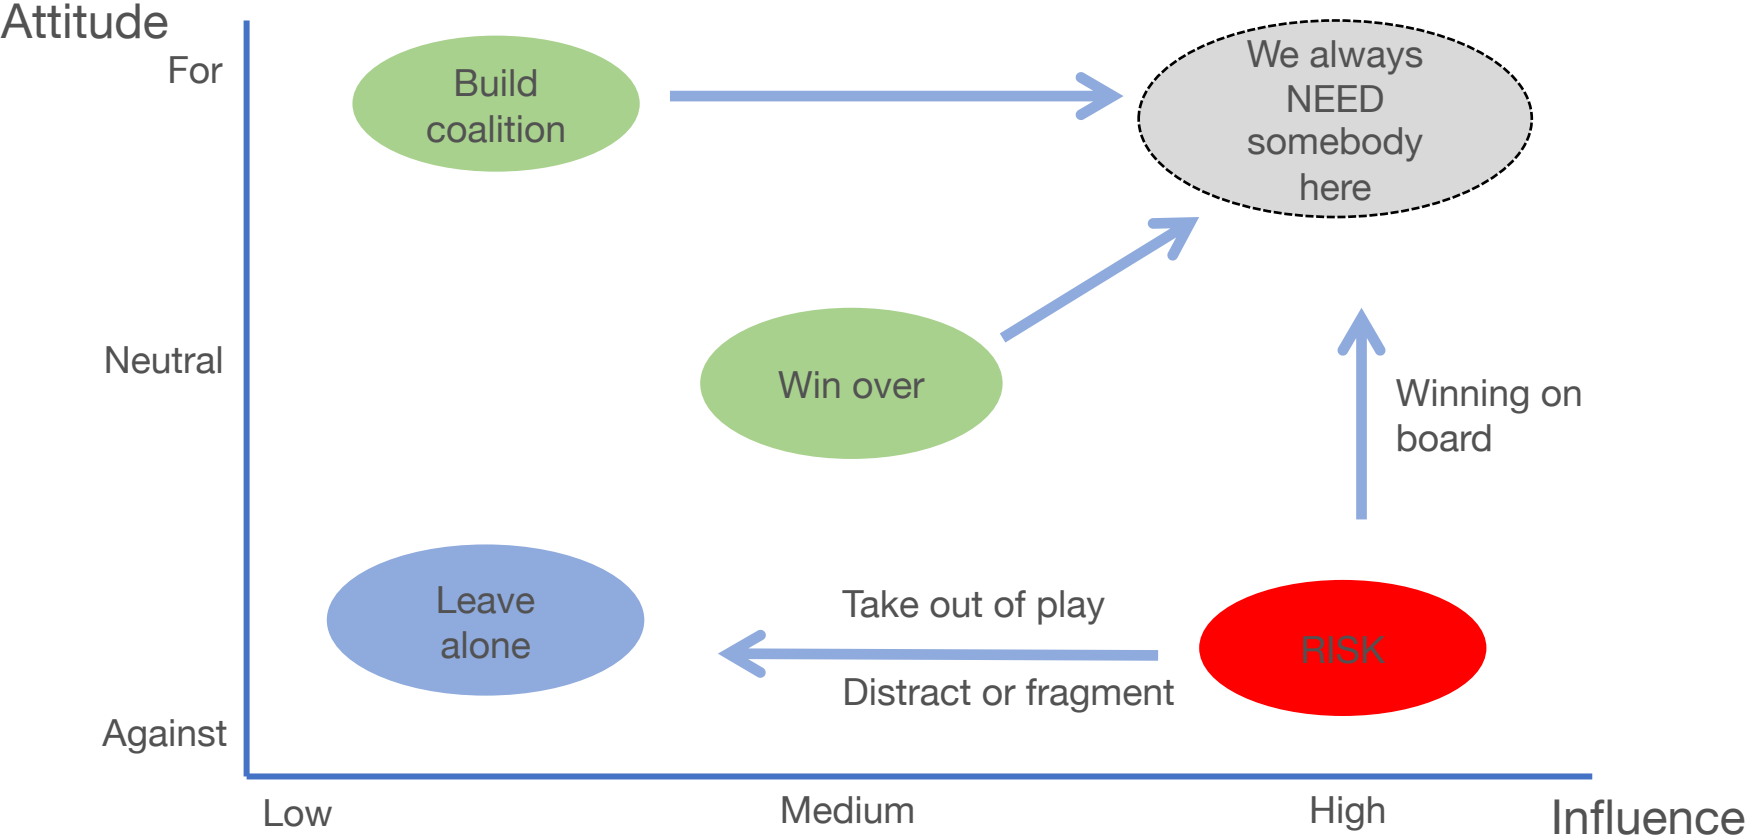 Attitude
For
Build
coalition
We always
NEED
somebody
here
Neutral
Win over
Winning on
board
Leave
alone
Take out of play
RISK
Distract or fragment
Against
Low
Medium
High
Influence